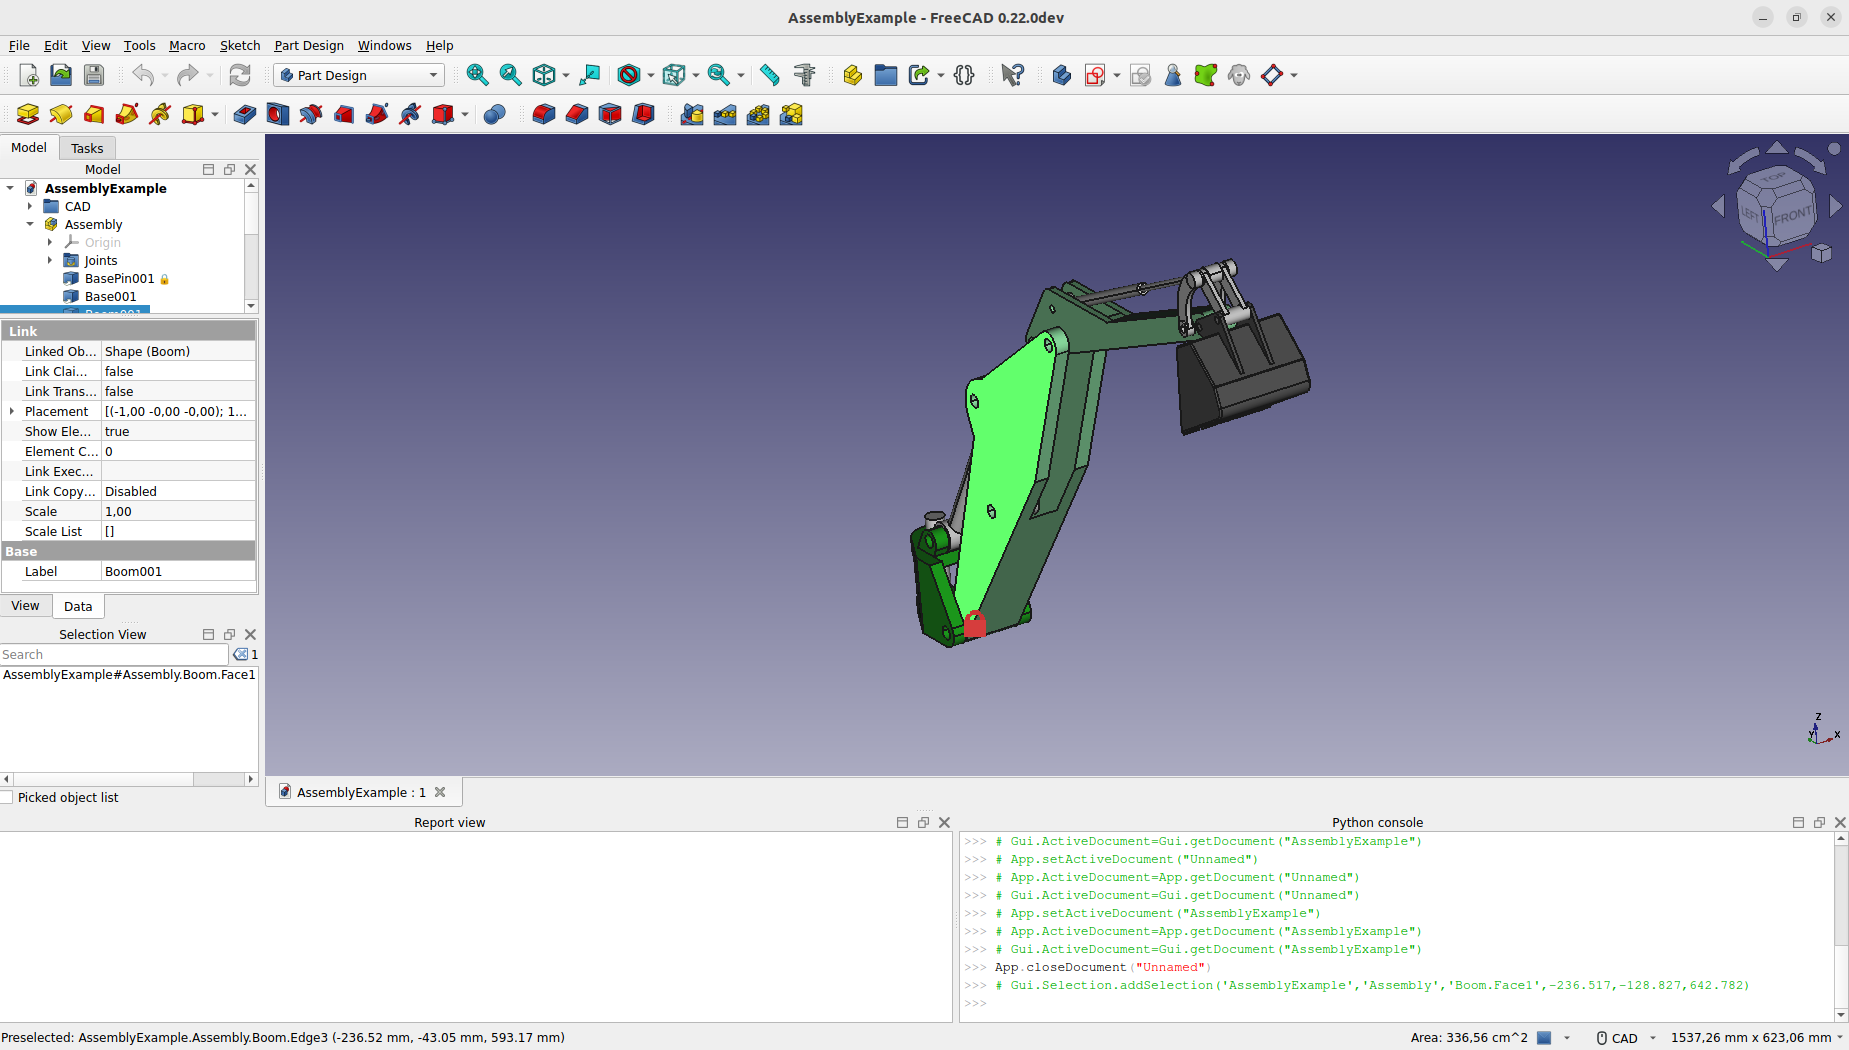 AssemblyExample - FreeCAD 0.22.0dev
File Edit View Tools Macro Sketch Part Design Windows Help
Part Design
Model Tasks
Model
AssemblyExample
CAD
Assembly
Origin
Joints
BasePin001
Base001
Boom001
Link
Linked Ob... Shape (Boom)
Link Clai... false
Link Trans... false
Placement [(-1,00 -0,00 -0,00); 1...
Show Ele... true
Element C... 0
Link Exec...
Link Copy... Disabled
Scale 1,00
Scale List []
Base
Label Boom001
View Data
Selection View
Search 1
AssemblyExample#Assembly.Boom.Face1
Picked object list
TOP
LEFT FRONT
Z
Y X
AssemblyExample : 1
Report view
Python console
>>> # Gui.ActiveDocument=Gui.getDocument("AssemblyExample")
>>> # App.setActiveDocument("Unnamed")
>>> # App.ActiveDocument=App.getDocument("Unnamed")
>>> # Gui.ActiveDocument=Gui.getDocument("Unnamed")
>>> # App.setActiveDocument("AssemblyExample")
>>> # App.ActiveDocument=App.getDocument("AssemblyExample")
>>> # Gui.ActiveDocument=Gui.getDocument("AssemblyExample")
>>> App.closeDocument("Unnamed")
>>> # Gui.Selection.addSelection('AssemblyExample','Assembly','Boom.Face1',-236.517,-128.827,642.782)
>>>
Preselected: AssemblyExample.Assembly.Boom.Edge3 (-236.52 mm, -43.05 mm, 593.17 mm)
Area: 336,56 cm^2 CAD 1537,26 mm x 623,06 mm